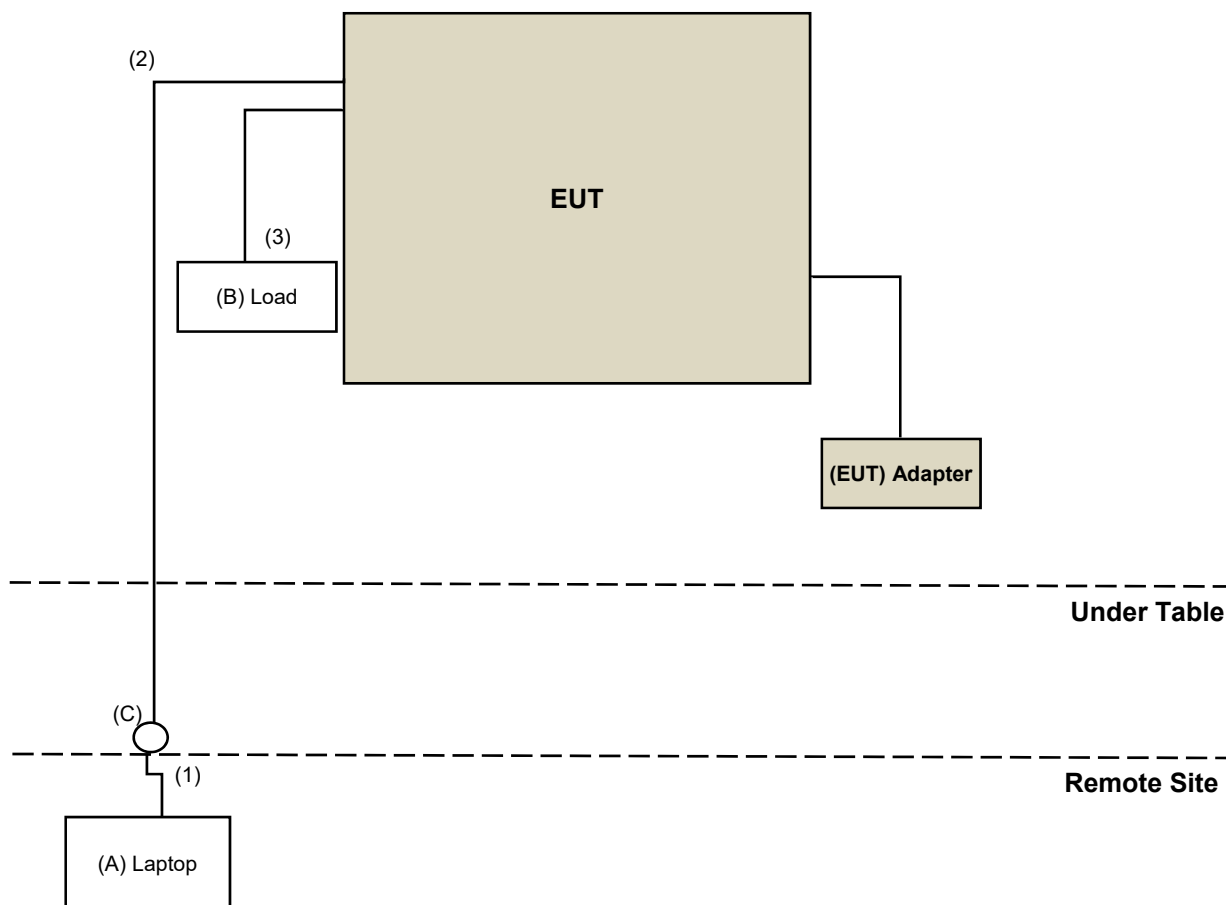 (2)
EUT
(3)
(B) Load
(EUT) Adapter
Under Table
(C)
(1)
Remote Site
(A) Laptop